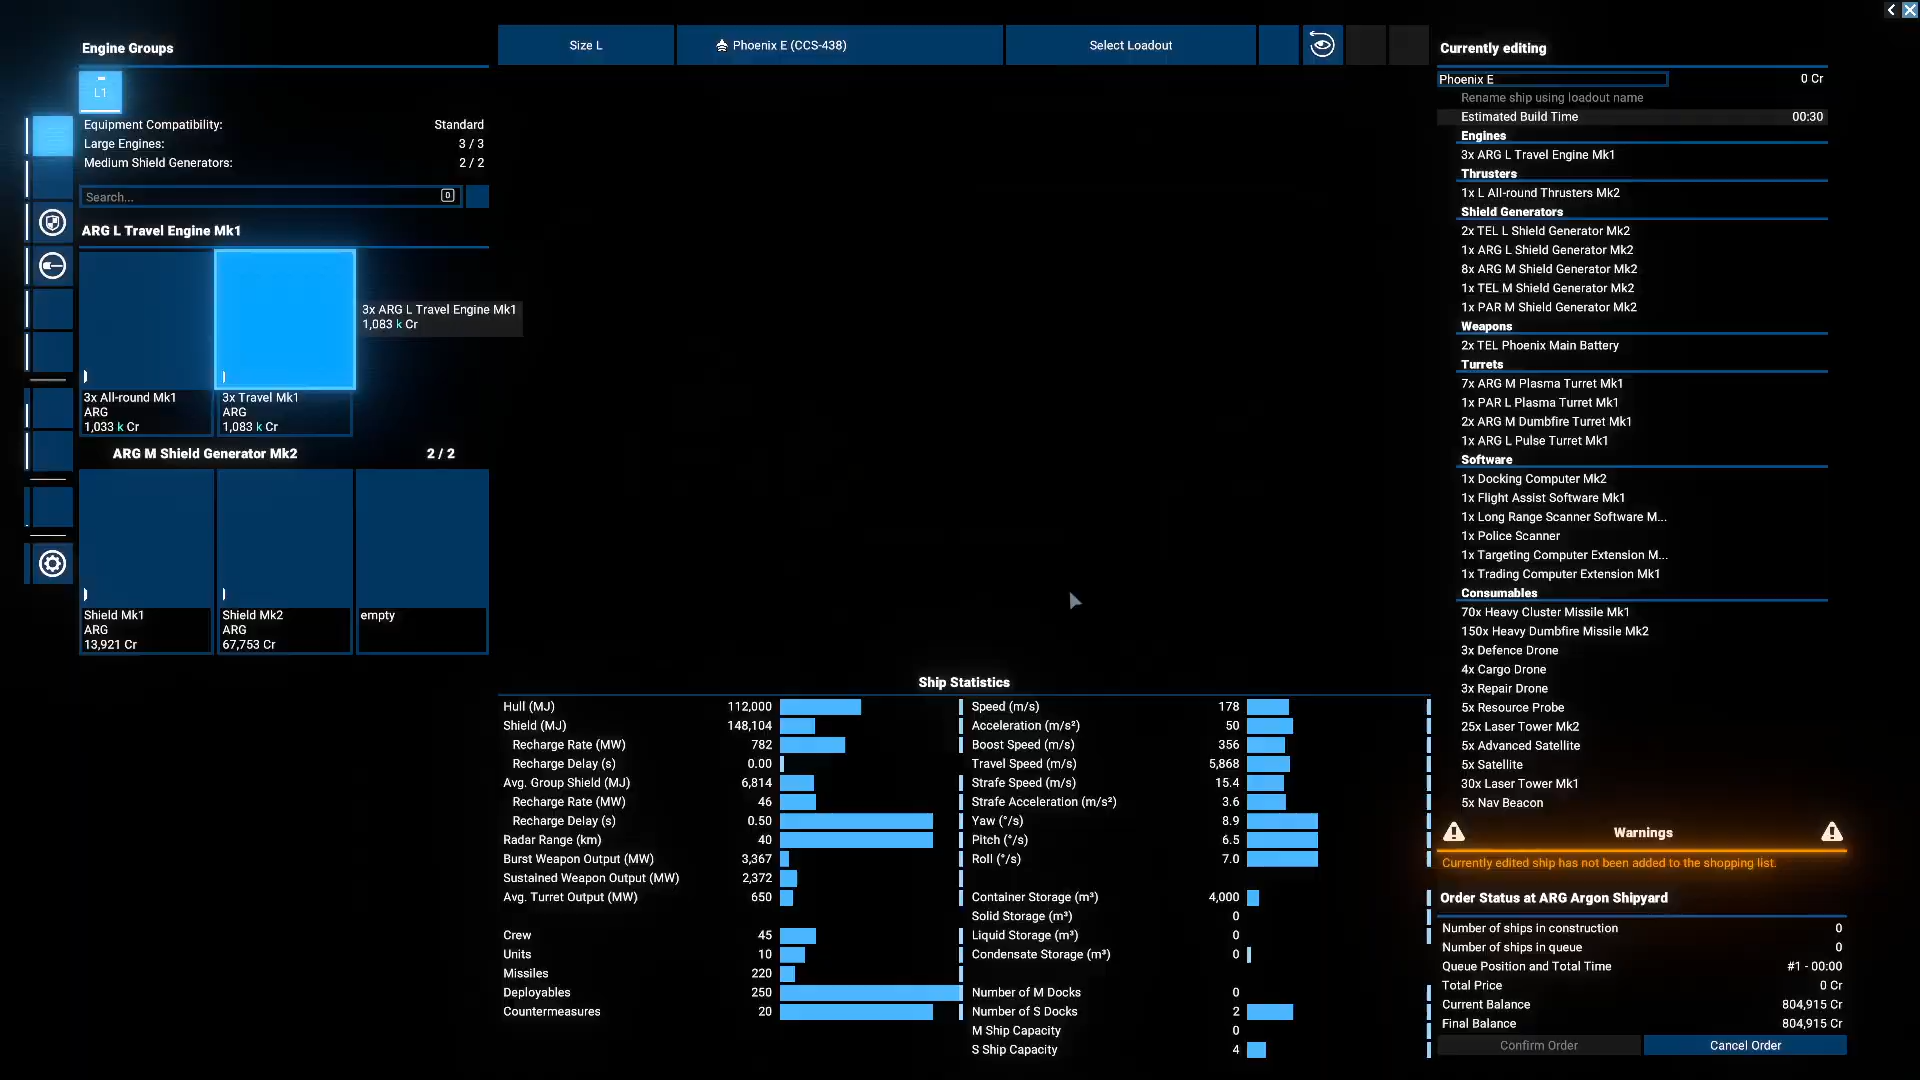 Engine Groups
L1
Equipment Compatibility: Standard
Large Engines: 3 / 3
Medium Shield Generators: 2 / 2
Search...
0
ARG L Travel Engine Mk1
3x ARG L Travel Engine Mk1
1,083 k Cr
3x All-round Mk1
ARG
1,033 k Cr
3x Travel Mk1
ARG
1,083 k Cr
ARG M Shield Generator Mk2 2 / 2
Shield Mk1
ARG
13,921 Cr
Shield Mk2
ARG
67,753 Cr
empty
Size L
Phoenix E (CCS-438)
Select Loadout
Ship Statistics
Hull (MJ) 112,000
Shield (MJ) 148,104
Recharge Rate (MW) 782
Recharge Delay (s) 0.00
Avg. Group Shield (MJ) 6,814
Recharge Rate (MW) 46
Recharge Delay (s) 0.50
Radar Range (km) 40
Burst Weapon Output (MW) 3,367
Sustained Weapon Output (MW) 2,372
Avg. Turret Output (MW) 650
Crew 45
Units 10
Missiles 220
Deployables 250
Countermeasures 20
Speed (m/s) 178
Acceleration (m/s²) 50
Boost Speed (m/s) 356
Travel Speed (m/s) 5,868
Strafe Speed (m/s) 15.4
Strafe Acceleration (m/s²) 3.6
Yaw (°/s) 8.9
Pitch (°/s) 6.5
Roll (°/s) 7.0
Container Storage (m³) 4,000
Solid Storage (m³) 0
Liquid Storage (m³) 0
Condensate Storage (m³) 0
Number of M Docks 0
Number of S Docks 2
M Ship Capacity 0
S Ship Capacity 4
Currently editing
Phoenix E 0 Cr
Rename ship using loadout name
Estimated Build Time 00:30
Engines
3x ARG L Travel Engine Mk1
Thrusters
1x L All-round Thrusters Mk2
Shield Generators
2x TEL L Shield Generator Mk2
1x ARG L Shield Generator Mk2
8x ARG M Shield Generator Mk2
1x TEL M Shield Generator Mk2
1x PAR M Shield Generator Mk2
Weapons
2x TEL Phoenix Main Battery
Turrets
7x ARG M Plasma Turret Mk1
1x PAR L Plasma Turret Mk1
2x ARG M Dumbfire Turret Mk1
1x ARG L Pulse Turret Mk1
Software
1x Docking Computer Mk2
1x Flight Assist Software Mk1
1x Long Range Scanner Software M...
1x Police Scanner
1x Targeting Computer Extension M...
1x Trading Computer Extension Mk1
Consumables
70x Heavy Cluster Missile Mk1
150x Heavy Dumbfire Missile Mk2
3x Defence Drone
4x Cargo Drone
3x Repair Drone
5x Resource Probe
25x Laser Tower Mk2
5x Advanced Satellite
5x Satellite
30x Laser Tower Mk1
5x Nav Beacon
Warnings
Currently edited ship has not been added to the shopping list.
Order Status at ARG Argon Shipyard
Number of ships in construction 0
Number of ships in queue 0
Queue Position and Total Time #1 - 00:00
Total Price 0 Cr
Current Balance 804,915 Cr
Final Balance 804,915 Cr
Confirm Order
Cancel Order